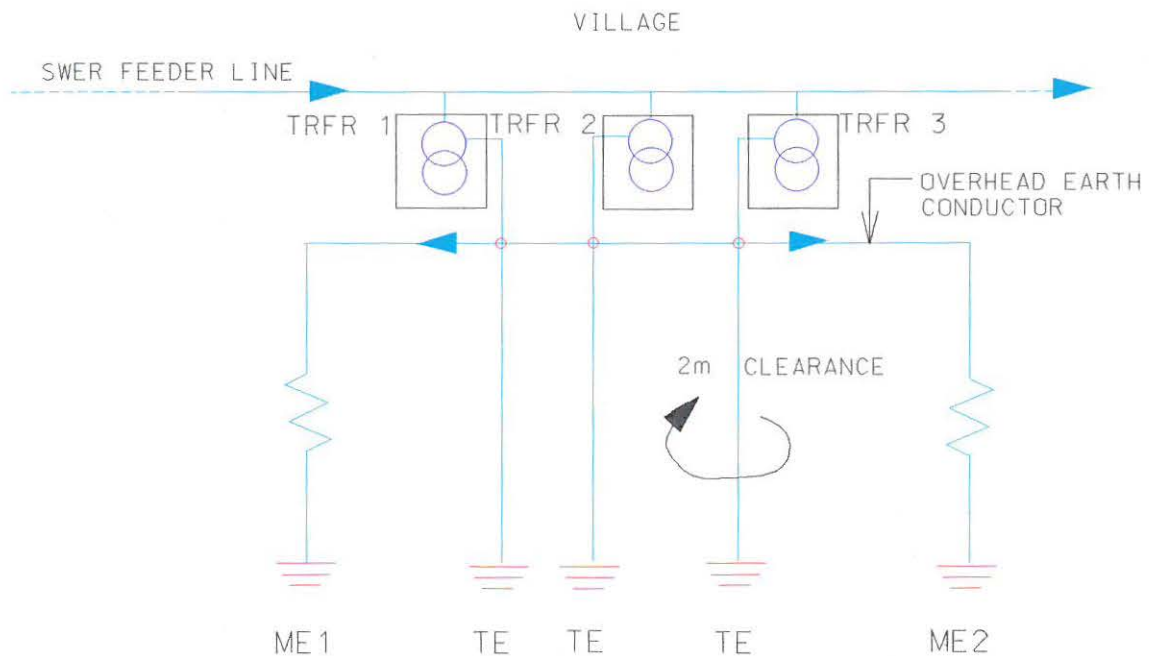 VILLAGE
SWER FEEDER LINE
TRFR 1
TRFR 2
TRFR 3
OVERHEAD EARTH
CONDUCTOR
2m CLEARANCE
ME1
TE
TE
TE
ME2